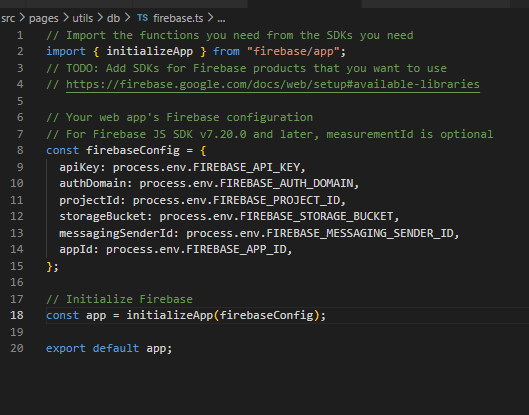 src > pages > utils > db > TS firebase.ts > ...
1 // Import the functions you need from the SDKs you need
2 import { initializeApp } from "firebase/app";
3 // TODO: Add SDKs for Firebase products that you want to use
4 // https://firebase.google.com/docs/web/setup#available-libraries
5
6 // Your web app's Firebase configuration
7 // For Firebase JS SDK v7.20.0 and later, measurementId is optional
8 const firebaseConfig = {
9 apiKey: process.env.FIREBASE_API_KEY,
10 authDomain: process.env.FIREBASE_AUTH_DOMAIN,
11 projectId: process.env.FIREBASE_PROJECT_ID,
12 storageBucket: process.env.FIREBASE_STORAGE_BUCKET,
13 messagingSenderId: process.env.FIREBASE_MESSAGING_SENDER_ID,
14 appId: process.env.FIREBASE_APP_ID,
15 };
16
17 // Initialize Firebase
18 const app = initializeApp(firebaseConfig);
19
20 export default app;